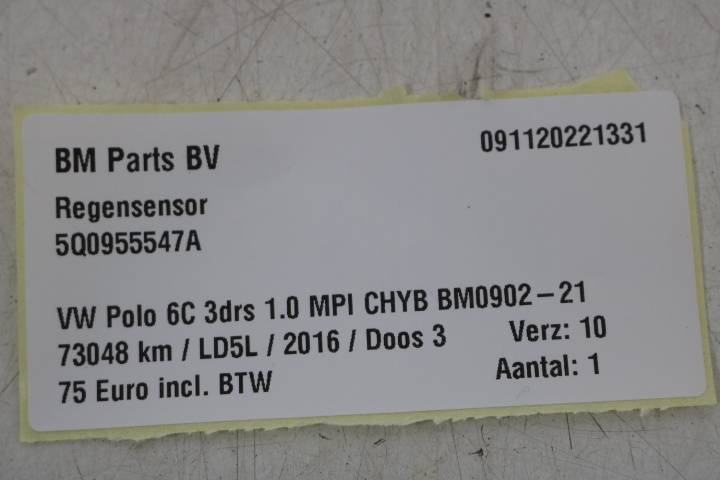 BM Parts BV 091120221331
Regensensor
5Q0955547A
VW Polo 6C 3drs 1.0 MPI CHYB BM0902-21
73048 km / LD5L / 2016 / Doos 3 Verz: 10
75 Euro incl. BTW Aantal: 1